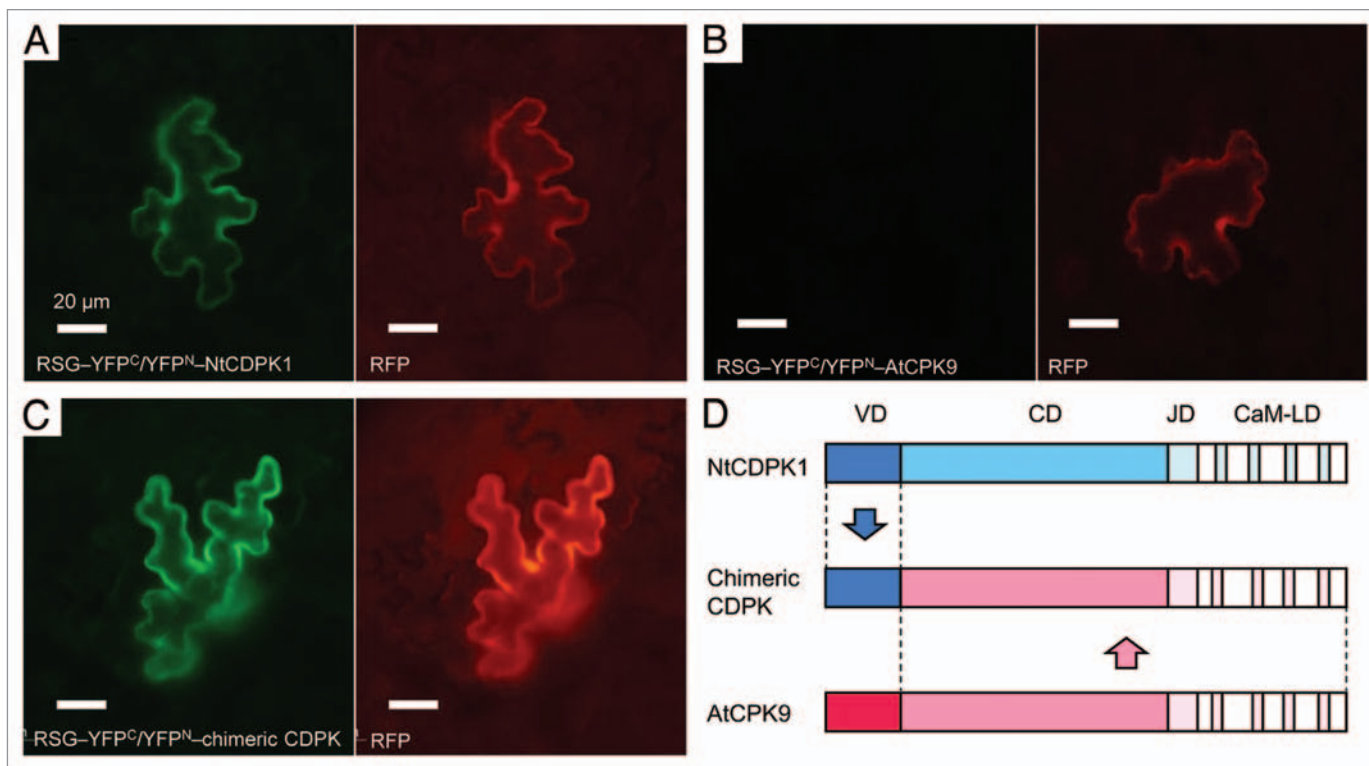 A
20 µm
RSG–YFPC/YFPN–NtCDPK1
RFP
B
RSG–YFPC/YFPN–AtCPK9
RFP
C
RSG–YFPC/YFPN–chimeric CDPK
RFP
D
VD CD JD CaM-LD
NtCDPK1
Chimeric
CDPK
AtCPK9